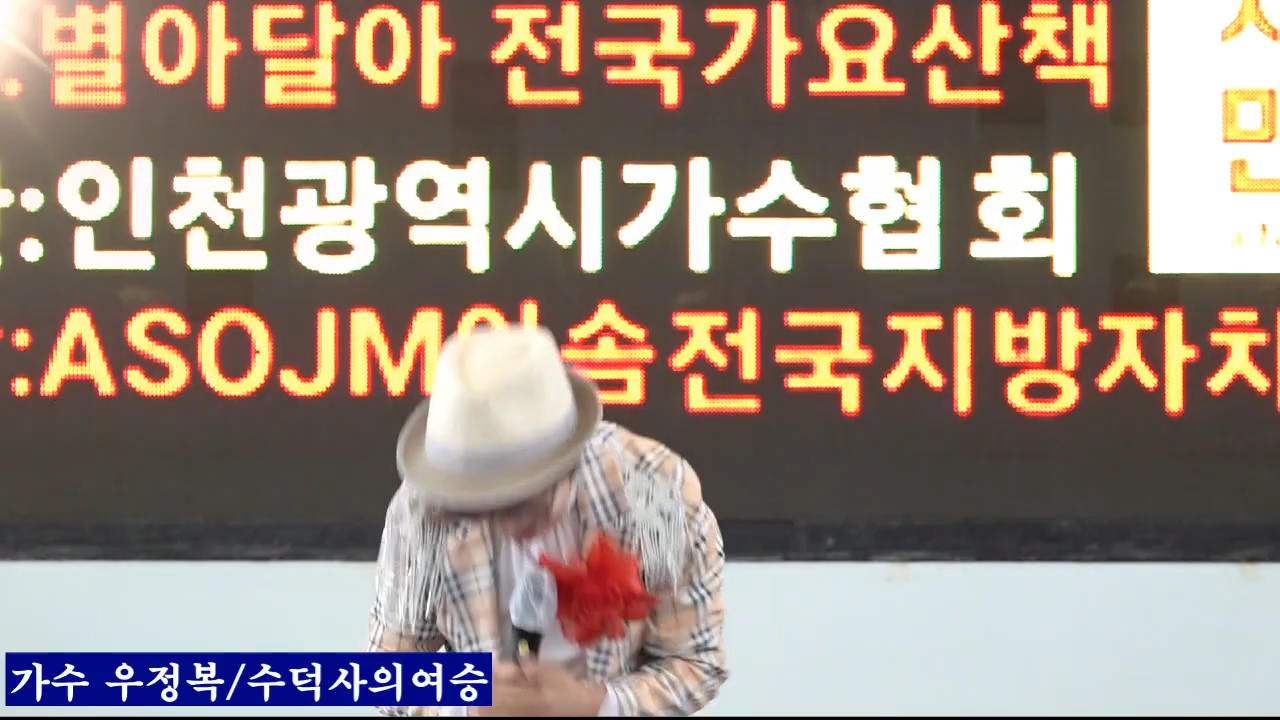 별아달아 전국가요산책
:인천광역시가수협회
:ASOJM 솜전국지방자치
시
민
가수 우정복/수덕사의여승